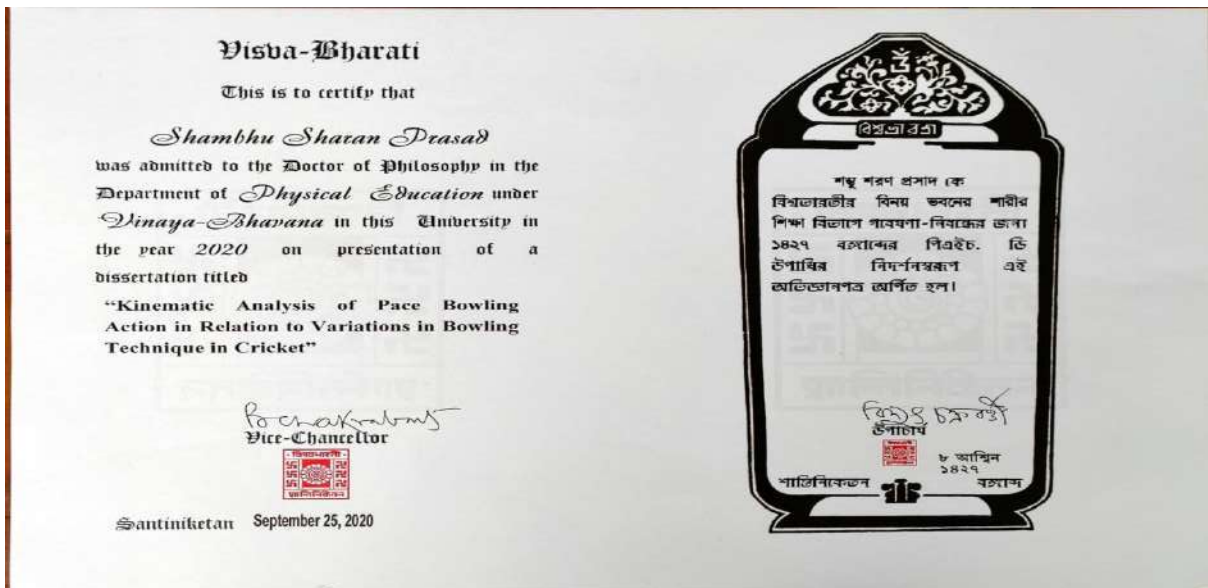 Visva-Bharati
This is to certify that
Shambhu Sharan Prasad
was admitted to the Doctor of Philosophy in the
Department of Physical Education under
Vinaya-Bhavana in this University in
the year 2020 on presentation of a
dissertation titled
“Kinematic Analysis of Pace Bowling
Action in Relation to Variations in Bowling
Technique in Cricket”
Vice-Chancellor
Santiniketan September 25, 2020
বিশ্বভারতী
শম্ভু শরণ প্রসাদ কে
বিশ্বভারতীর বিনয় ভবনের শারীর
শিক্ষা বিভাগে গবেষণা-নিবন্ধের জন্য
১৪২৭ বঙ্গাব্দের পিএইচ. ডি
উপাধির নিদর্শনস্বরূপ এই
অভিজ্ঞানপত্র অর্পিত হল।
বিদ্যুৎ চক্রবর্তী
উপাচার্য
৮ আশ্বিন
১৪২৭
শান্তিনিকেতন বঙ্গাব্দ